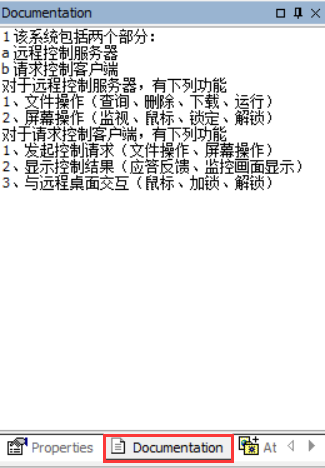 Documentation
1 该系统包括两个部分:
a 远程控制服务器
b 请求控制客户端
对于远程控制服务器，有下列功能
1、文件操作（查询、删除、下载、运行）
2、屏幕操作（监视、鼠标、锁定、解锁）
对于请求控制客户端，有下列功能
1、发起控制请求（文件操作、屏幕操作）
2、显示控制结果（应答反馈、监控画面显示）
3、与远程桌面交互（鼠标、加锁、解锁）
Properties Documentation At